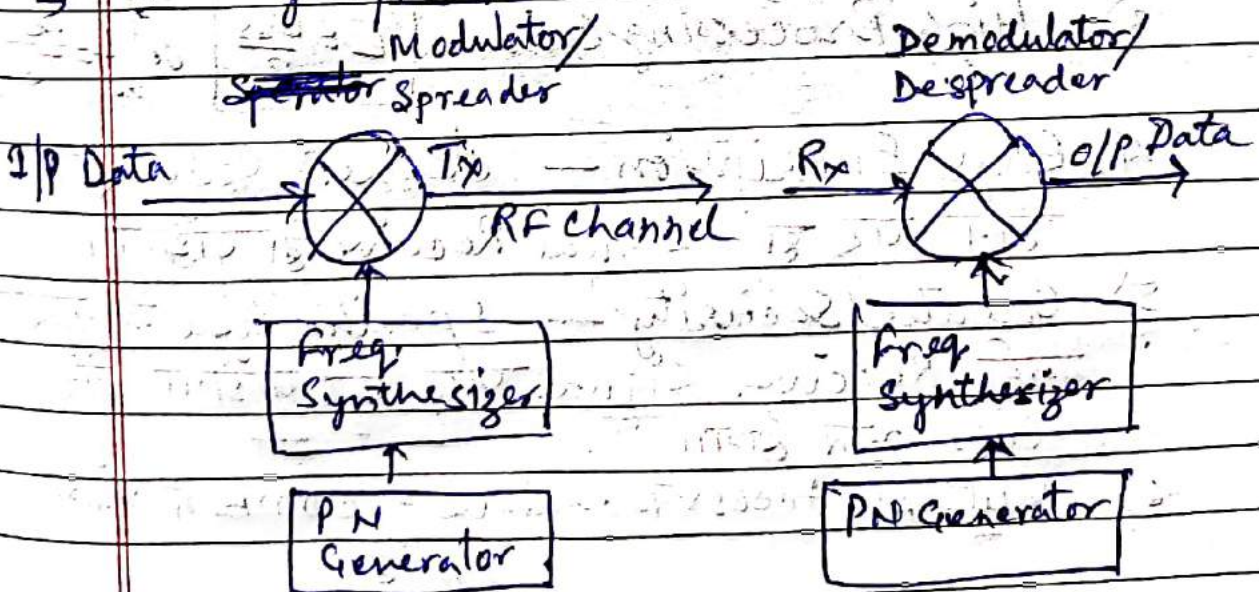 Modulator/
Spreader
Demodulator/
Despreader
I/P Data
Tx
RF Channel
Rx
O/P Data
Freq.
Synthesizer
Freq
Synthesizer
PN
Generator
PN Generator